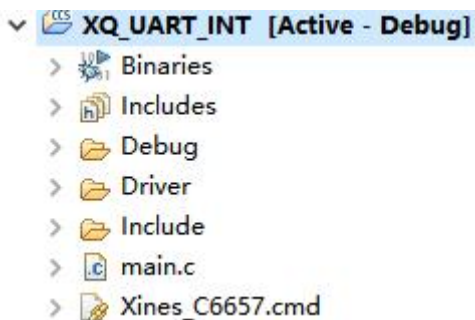 XQ_UART_INT [Active - Debug]
Binaries
Includes
Debug
Driver
Include
main.c
Xines_C6657.cmd